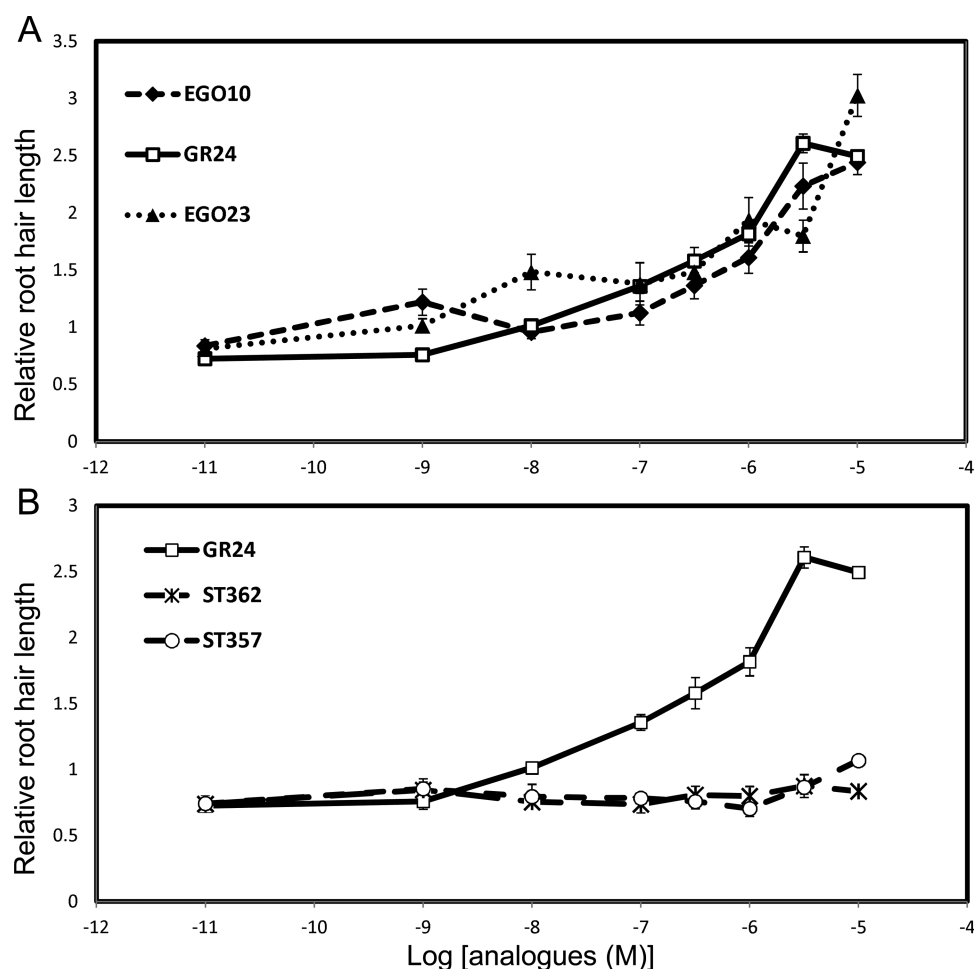 A
Relative root hair length
3.5
3
2.5
2
1.5
1
0.5
0
EGO10
GR24
EGO23
-12 -11 -10 -9 -8 -7 -6 -5 -4
B
Relative root hair length
3
2.5
2
1.5
1
0.5
0
GR24
ST362
ST357
-12 -11 -10 -9 -8 -7 -6 -5 -4
Log [analogues (M)]